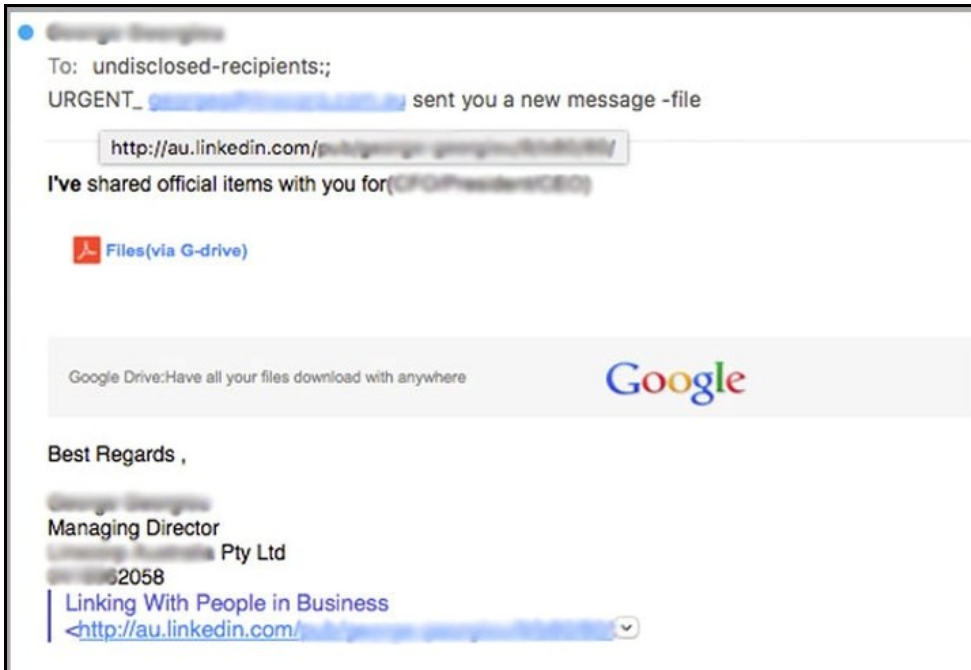 To: undisclosed-recipients:;
URGENT_ sent you a new message -file
http://au.linkedin.com/
I've shared official items with you for
Files(via G-drive)
Google Drive:Have all your files download with anywhere
Google
Best Regards ,
Managing Director
Pty Ltd
2058
Linking With People in Business
<http://au.linkedin.com/